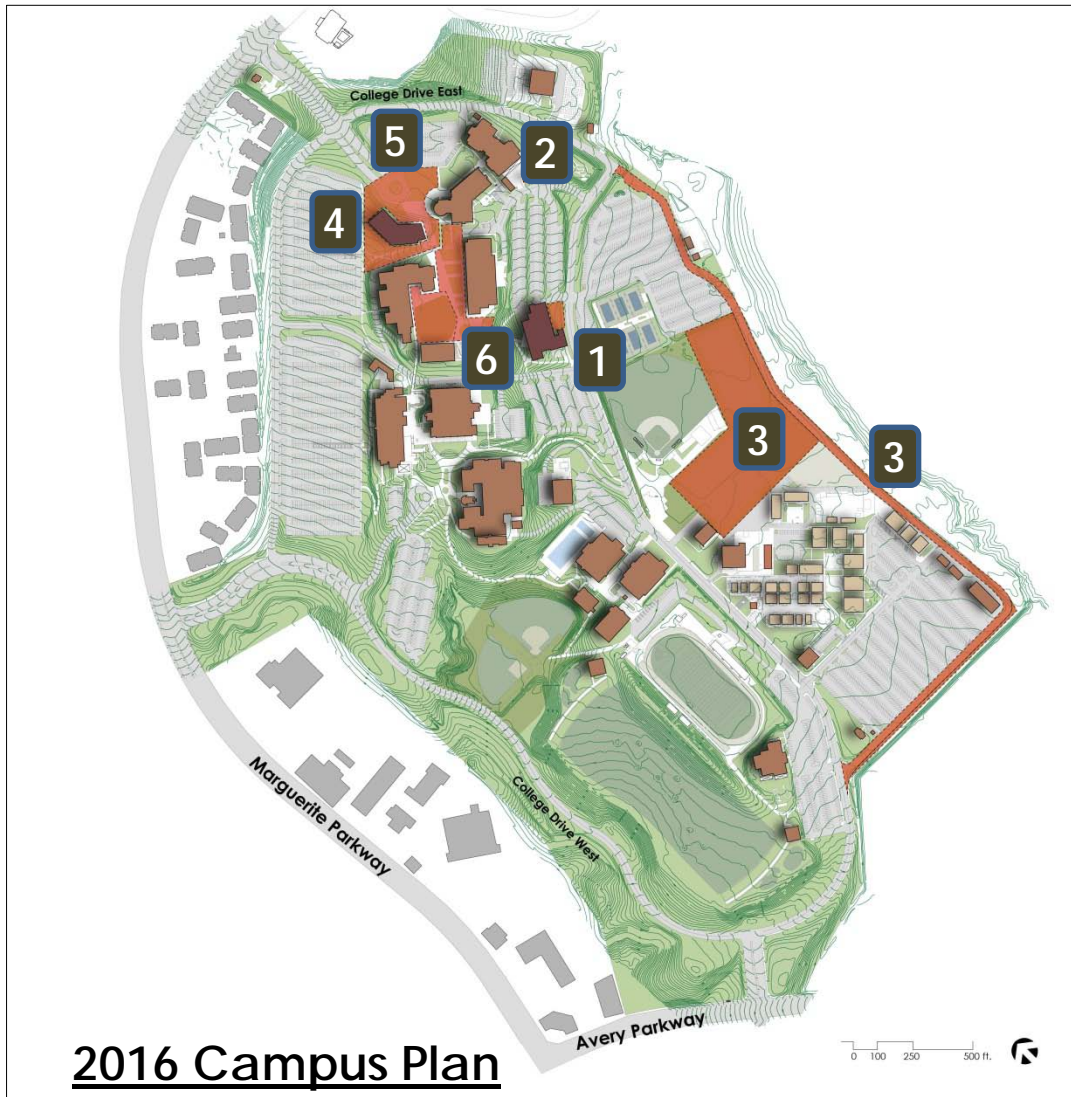 College Drive East
5
2
4
6
1
3
3
Marguerite Parkway
College Drive West
Avery Parkway
0 100 250 500 ft.
2016 Campus Plan